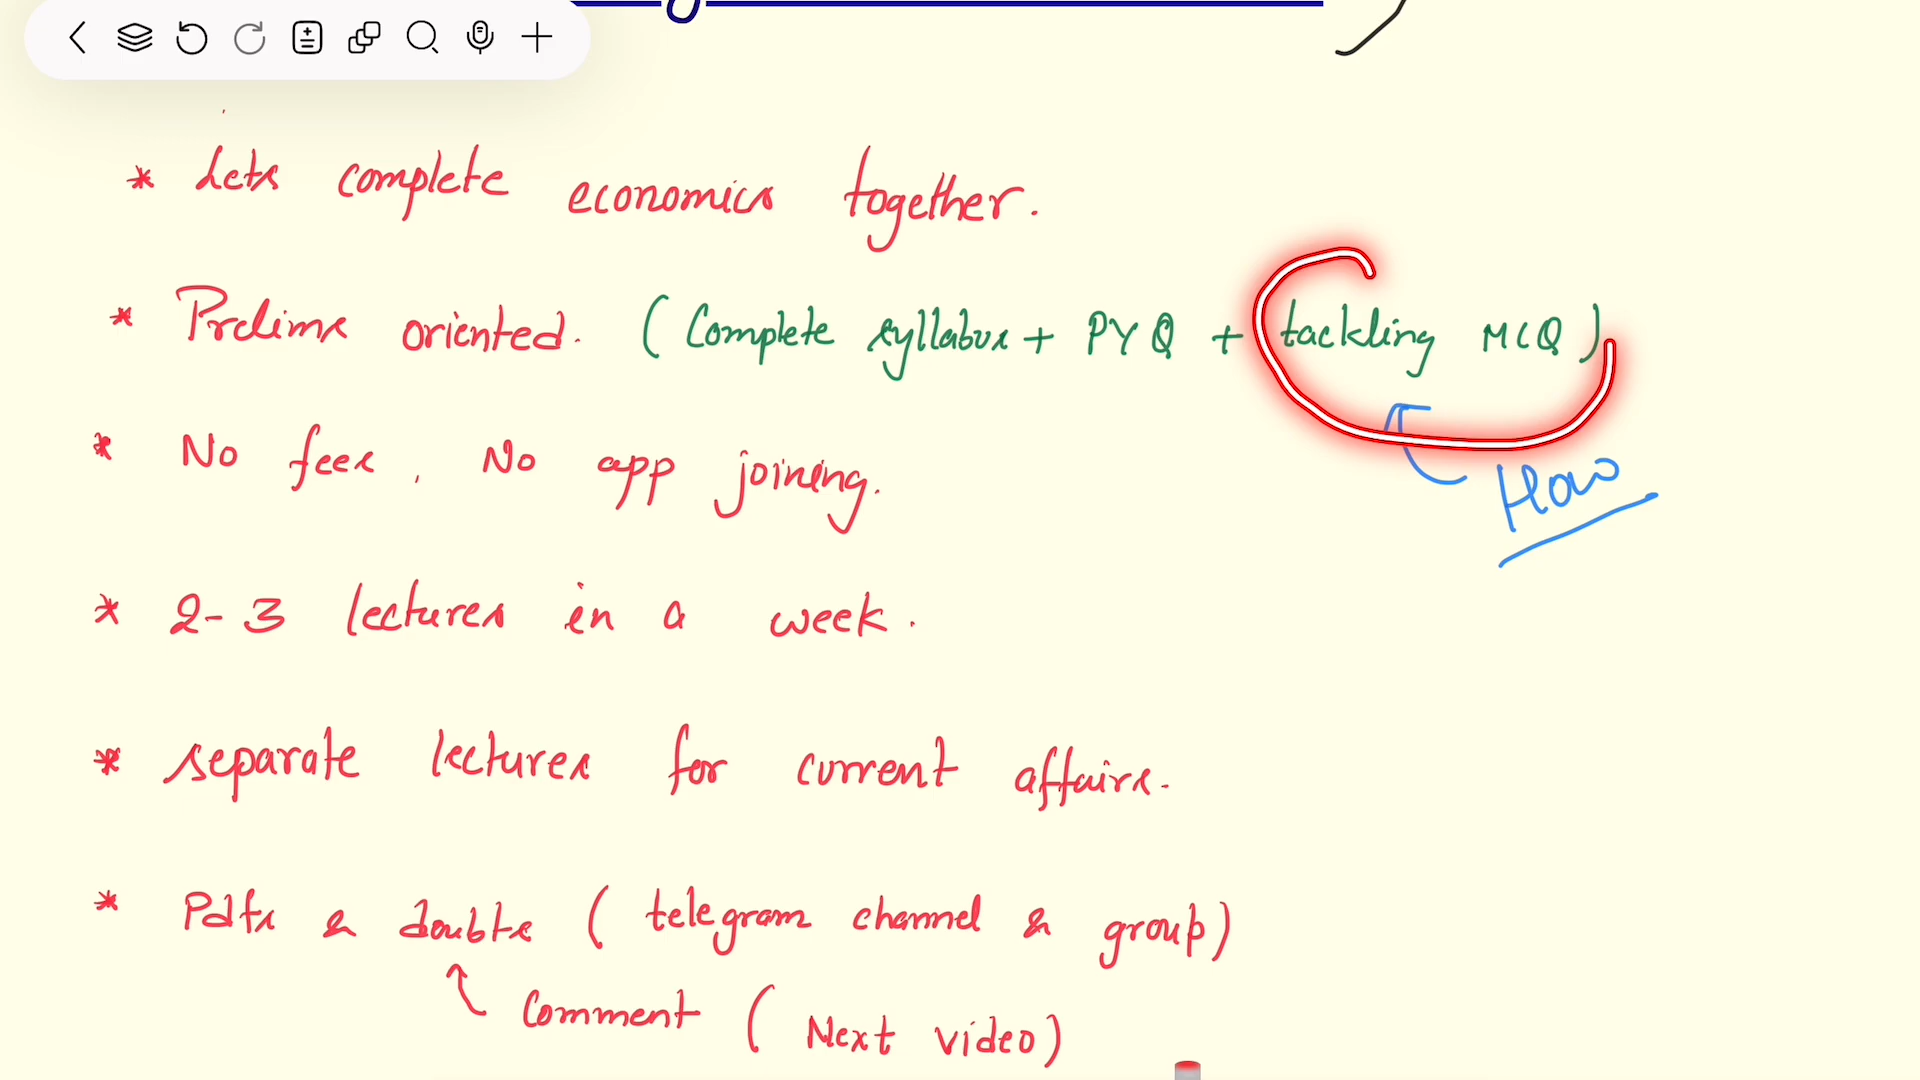 * Lets complete economics together.
* Prelims oriented. (Complete syllabus + PYQ + tackling MCQ)
How
* No fees, No app joining.
* 2-3 lectures in a week.
* separate lectures for current affairs.
* Pdfs & doubts (telegram channel & group)
Comment (Next video)